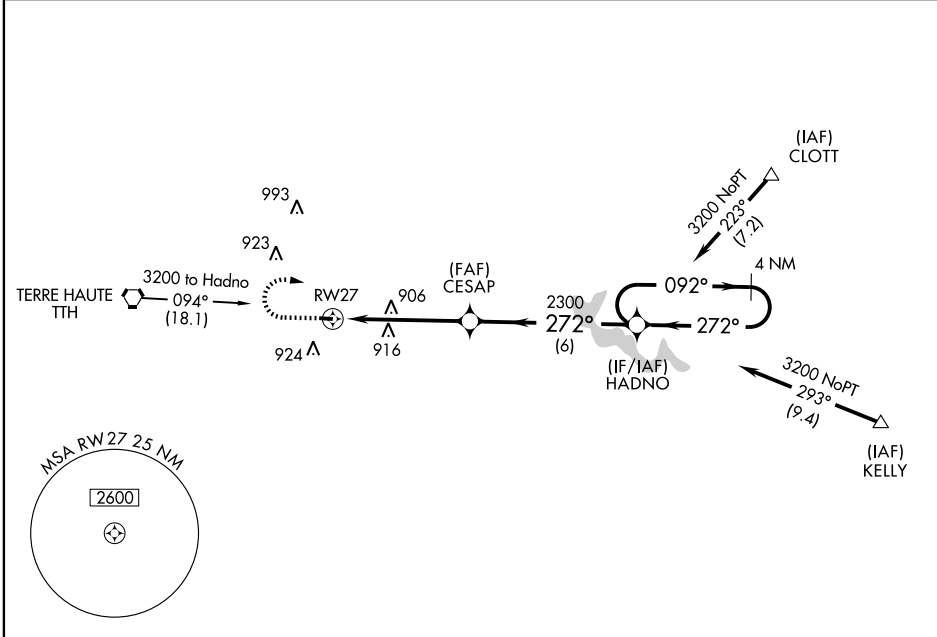 (IAF)
CLOTT
3200 NoPT
223°
(7.2)
993
923
3200 to Hadno
094°
(18.1)
TERRE HAUTE
TTH
RW27
906
916
924
(FAF)
CESAP
2300
272°
(6)
092°
4 NM
272°
(IF/IAF)
HADNO
3200 NoPT
293°
(9.4)
(IAF)
KELLY
MSA RW27 25 NM
2600